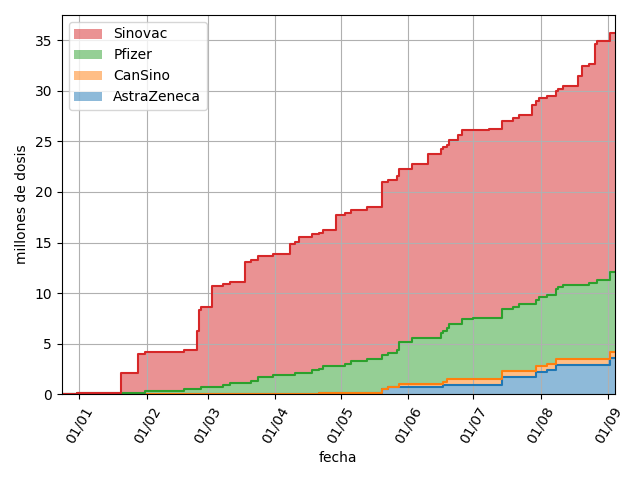 Sinovac
Pfizer
CanSino
AstraZeneca
millones de dosis
35
30
25
20
15
10
5
0
01/01
01/02
01/03
01/04
01/05
01/06
01/07
01/08
01/09
fecha